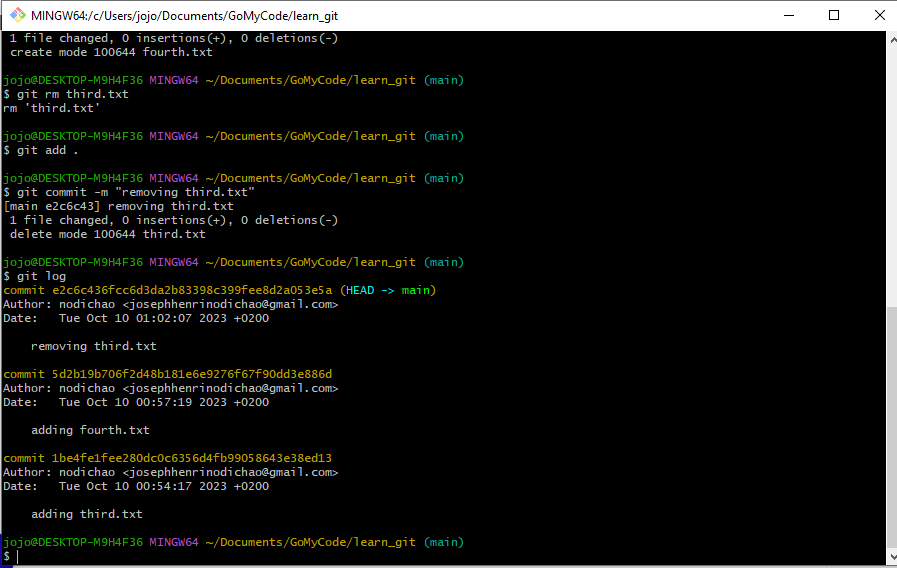 MINGW64:/c/Users/jojo/Documents/GoMyCode/learn_git
1 file changed, 0 insertions(+), 0 deletions(-)
create mode 100644 fourth.txt
jojo@DESKTOP-M9H4F36 MINGW64 ~/Documents/GoMyCode/learn_git (main)
$ git rm third.txt
rm 'third.txt'
jojo@DESKTOP-M9H4F36 MINGW64 ~/Documents/GoMyCode/learn_git (main)
$ git add .
jojo@DESKTOP-M9H4F36 MINGW64 ~/Documents/GoMyCode/learn_git (main)
$ git commit -m "removing third.txt"
[main e2c6c43] removing third.txt
1 file changed, 0 insertions(+), 0 deletions(-)
delete mode 100644 third.txt
jojo@DESKTOP-M9H4F36 MINGW64 ~/Documents/GoMyCode/learn_git (main)
$ git log
commit e2c6c436fcc6d3da2b83398c399fee8d2a053e5a (HEAD -> main)
Author: nodichao <josephhenrinodichao@gmail.com>
Date:   Tue Oct 10 01:02:07 2023 +0200
removing third.txt
commit 5d2b19b706f2d48b181e6e9276f67f90dd3e886d
Author: nodichao <josephhenrinodichao@gmail.com>
Date:   Tue Oct 10 00:57:19 2023 +0200
adding fourth.txt
commit 1be4fe1fee280dc0c6356d4fb99058643e38ed13
Author: nodichao <josephhenrinodichao@gmail.com>
Date:   Tue Oct 10 00:54:17 2023 +0200
adding third.txt
jojo@DESKTOP-M9H4F36 MINGW64 ~/Documents/GoMyCode/learn_git (main)
$